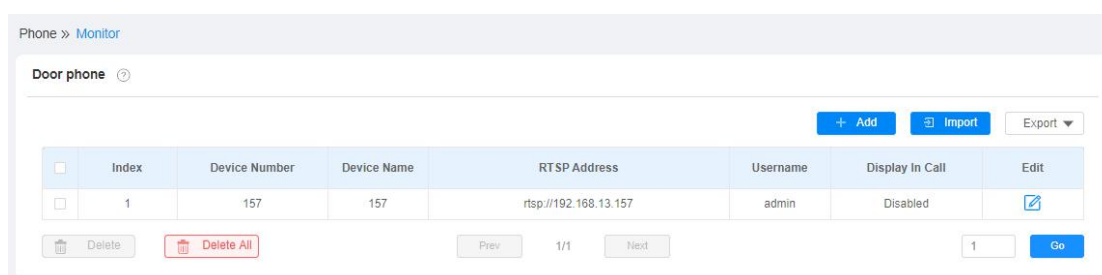 Phone » Monitor
Door phone ?
+ Add Import Export
Index Device Number Device Name RTSP Address Username Display In Call Edit
1 157 157 rtsp://192.168.13.157 admin Disabled
Delete Delete All Prev 1/1 Next 1 Go